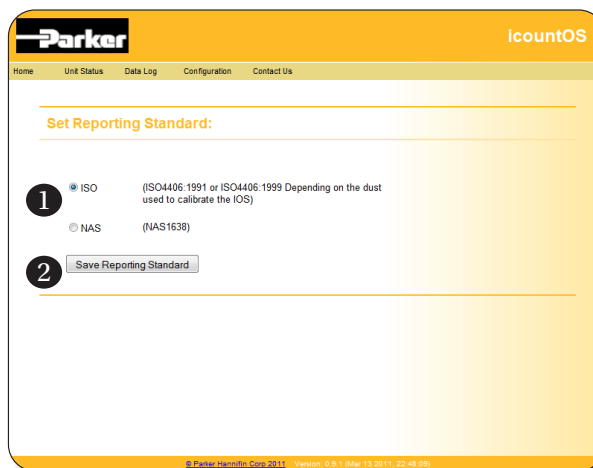 Parker
icountOS
Home Unit Status Data Log Configuration Contact Us
Set Reporting Standard:
1
ISO (ISO4406:1991 or ISO4406:1999 Depending on the dust
used to calibrate the IOS)
NAS (NAS1638)
2
Save Reporting Standard
© Parker Hannifin Corp 2011 Version: 0.9.1 (Mar 13 2011, 22:48:09)